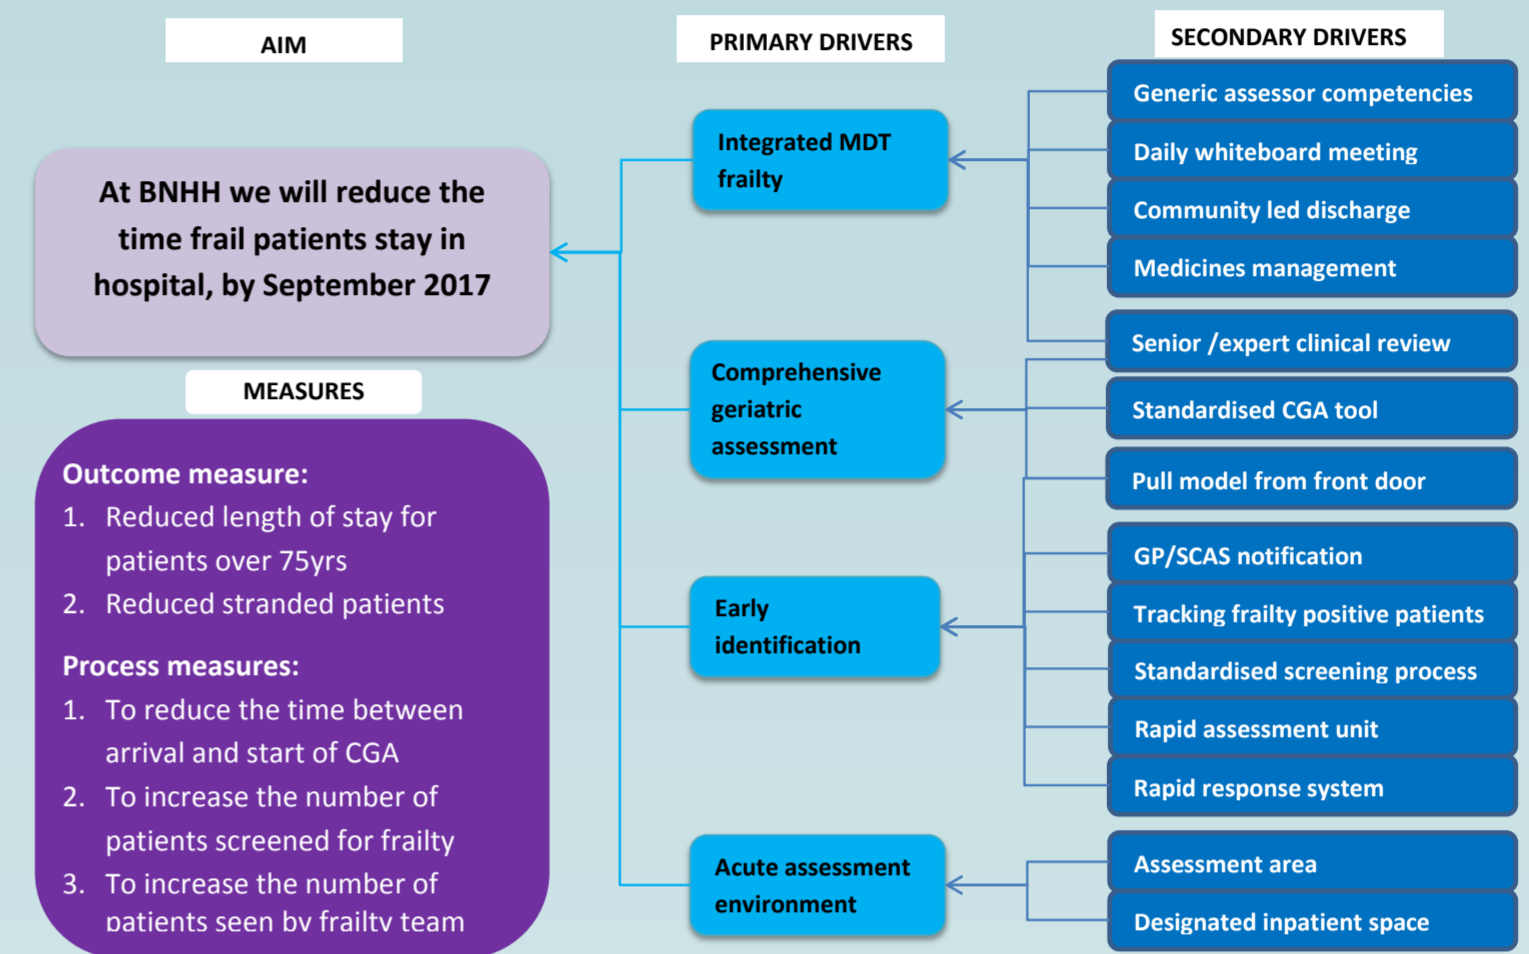 AIM
At BNHH we will reduce the
time frail patients stay in
hospital, by September 2017
MEASURES
Outcome measure:
1. Reduced length of stay for
patients over 75yrs
2. Reduced stranded patients
Process measures:
1. To reduce the time between
arrival and start of CGA
2. To increase the number of
patients screened for frailty
3. To increase the number of
patients seen by frailty team
PRIMARY DRIVERS
Integrated MDT
frailty
Comprehensive
geriatric
assessment
Early
identification
Acute assessment
environment
SECONDARY DRIVERS
Generic assessor competencies
Daily whiteboard meeting
Community led discharge
Medicines management
Senior /expert clinical review
Standardised CGA tool
Pull model from front door
GP/SCAS notification
Tracking frailty positive patients
Standardised screening process
Rapid assessment unit
Rapid response system
Assessment area
Designated inpatient space